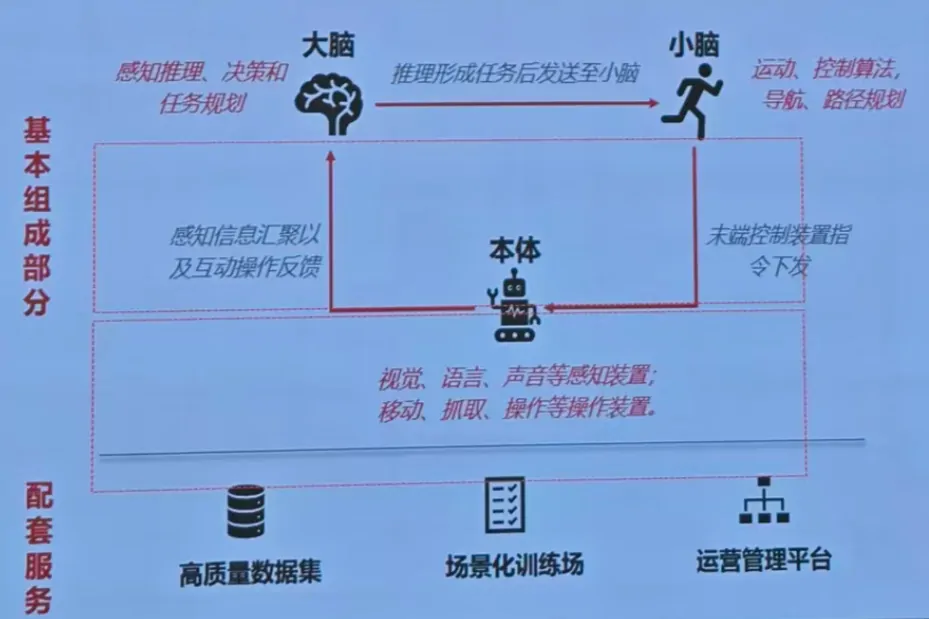 大脑
小脑
感知推理、决策和
任务规划
推理形成任务后发送至小脑
运动、控制算法，
导航、路径规划
基本组成部分
感知信息汇聚以
及互动操作反馈
本体
末端控制装置指
令下发
视觉、语言、声音等感知装置；
移动、抓取、操作等操作装置。
配套服务
高质量数据集
场景化训练场
运营管理平台